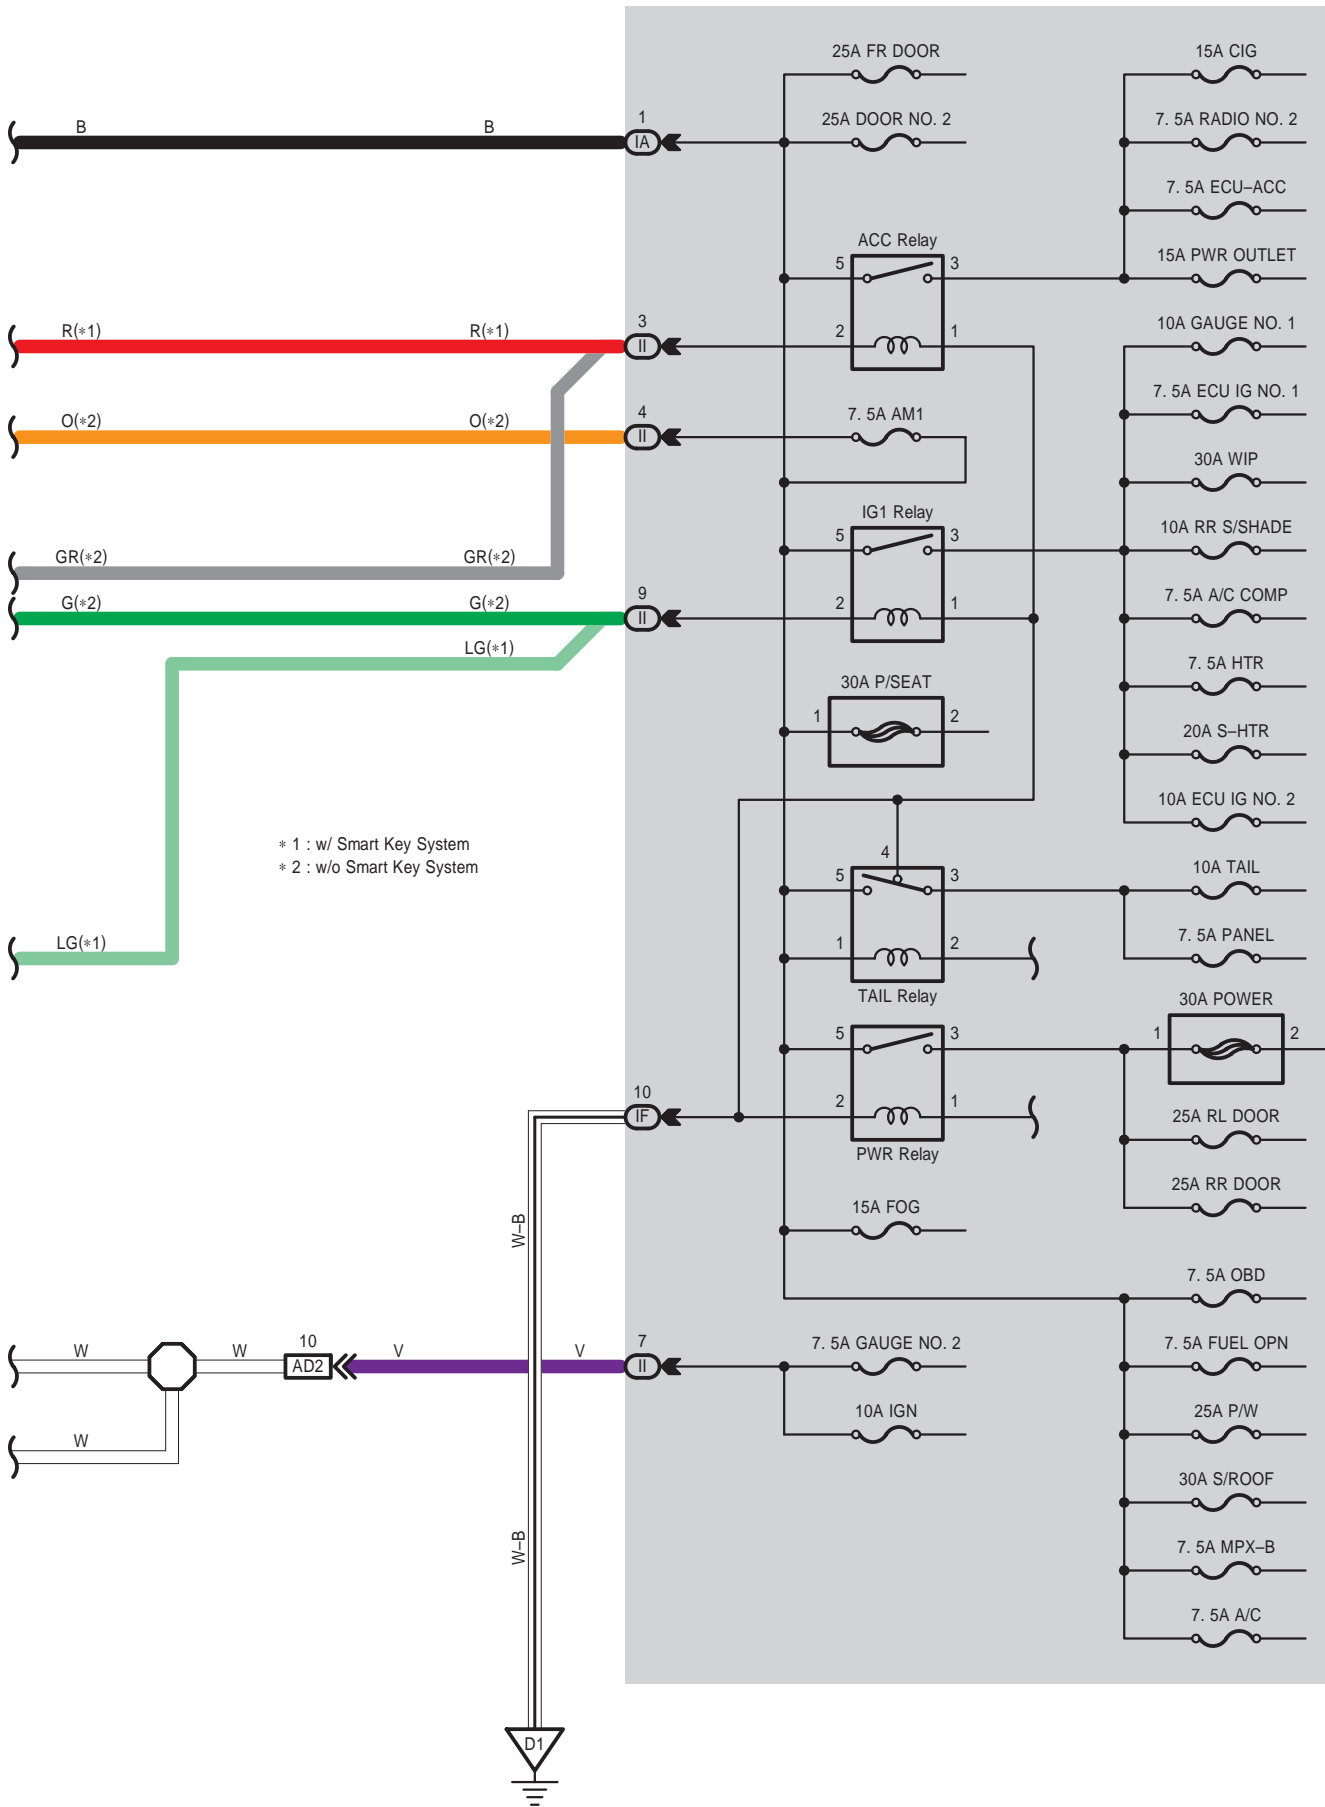 25A FR DOOR
15A CIG
B
B
1
IA
25A DOOR NO. 2
7. 5A RADIO NO. 2
7. 5A ECU–ACC
ACC Relay
5
3
15A PWR OUTLET
R(*1)
R(*1)
3
II
2
1
10A GAUGE NO. 1
O(*2)
O(*2)
4
II
7. 5A AM1
7. 5A ECU IG NO. 1
30A WIP
IG1 Relay
5
3
10A RR S/SHADE
GR(*2)
GR(*2)
G(*2)
G(*2)
9
II
2
1
7. 5A A/C COMP
LG(*1)
30A P/SEAT
1
2
7. 5A HTR
20A S–HTR
10A ECU IG NO. 2
* 1 : w/ Smart Key System
* 2 : w/o Smart Key System
4
5
3
10A TAIL
LG(*1)
1
2
7. 5A PANEL
TAIL Relay
30A POWER
5
3
1
2
10
IF
2
1
25A RL DOOR
PWR Relay
25A RR DOOR
15A FOG
W–B
7. 5A OBD
W
W
10
AD2
V
V
7
II
7. 5A GAUGE NO. 2
7. 5A FUEL OPN
W
10A IGN
25A P/W
30A S/ROOF
W–B
7. 5A MPX–B
7. 5A A/C
D1